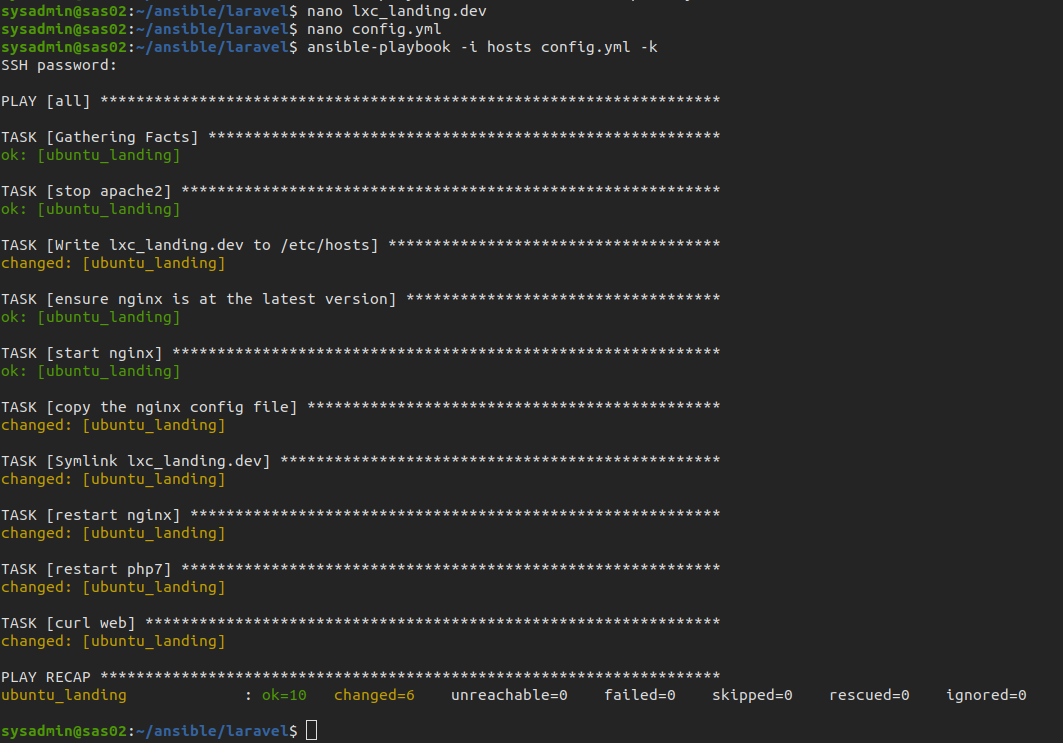 sysadmin@sas02:~/ansible/laravel$ nano lxc_landing.dev
sysadmin@sas02:~/ansible/laravel$ nano config.yml
sysadmin@sas02:~/ansible/laravel$ ansible-playbook -i hosts config.yml -k
SSH password:
PLAY [all] *********************************************************************
TASK [Gathering Facts] *********************************************************
ok: [ubuntu_landing]
TASK [stop apache2] ************************************************************
ok: [ubuntu_landing]
TASK [Write lxc_landing.dev to /etc/hosts] *************************************
changed: [ubuntu_landing]
TASK [ensure nginx is at the latest version] ***********************************
ok: [ubuntu_landing]
TASK [start nginx] *************************************************************
ok: [ubuntu_landing]
TASK [copy the nginx config file] **********************************************
changed: [ubuntu_landing]
TASK [Symlink lxc_landing.dev] *************************************************
changed: [ubuntu_landing]
TASK [restart nginx] ***********************************************************
changed: [ubuntu_landing]
TASK [restart php7] ************************************************************
changed: [ubuntu_landing]
TASK [curl web] ****************************************************************
changed: [ubuntu_landing]
PLAY RECAP *********************************************************************
ubuntu_landing             : ok=10   changed=6    unreachable=0    failed=0    skipped=0    rescued=0    ignored=0
sysadmin@sas02:~/ansible/laravel$